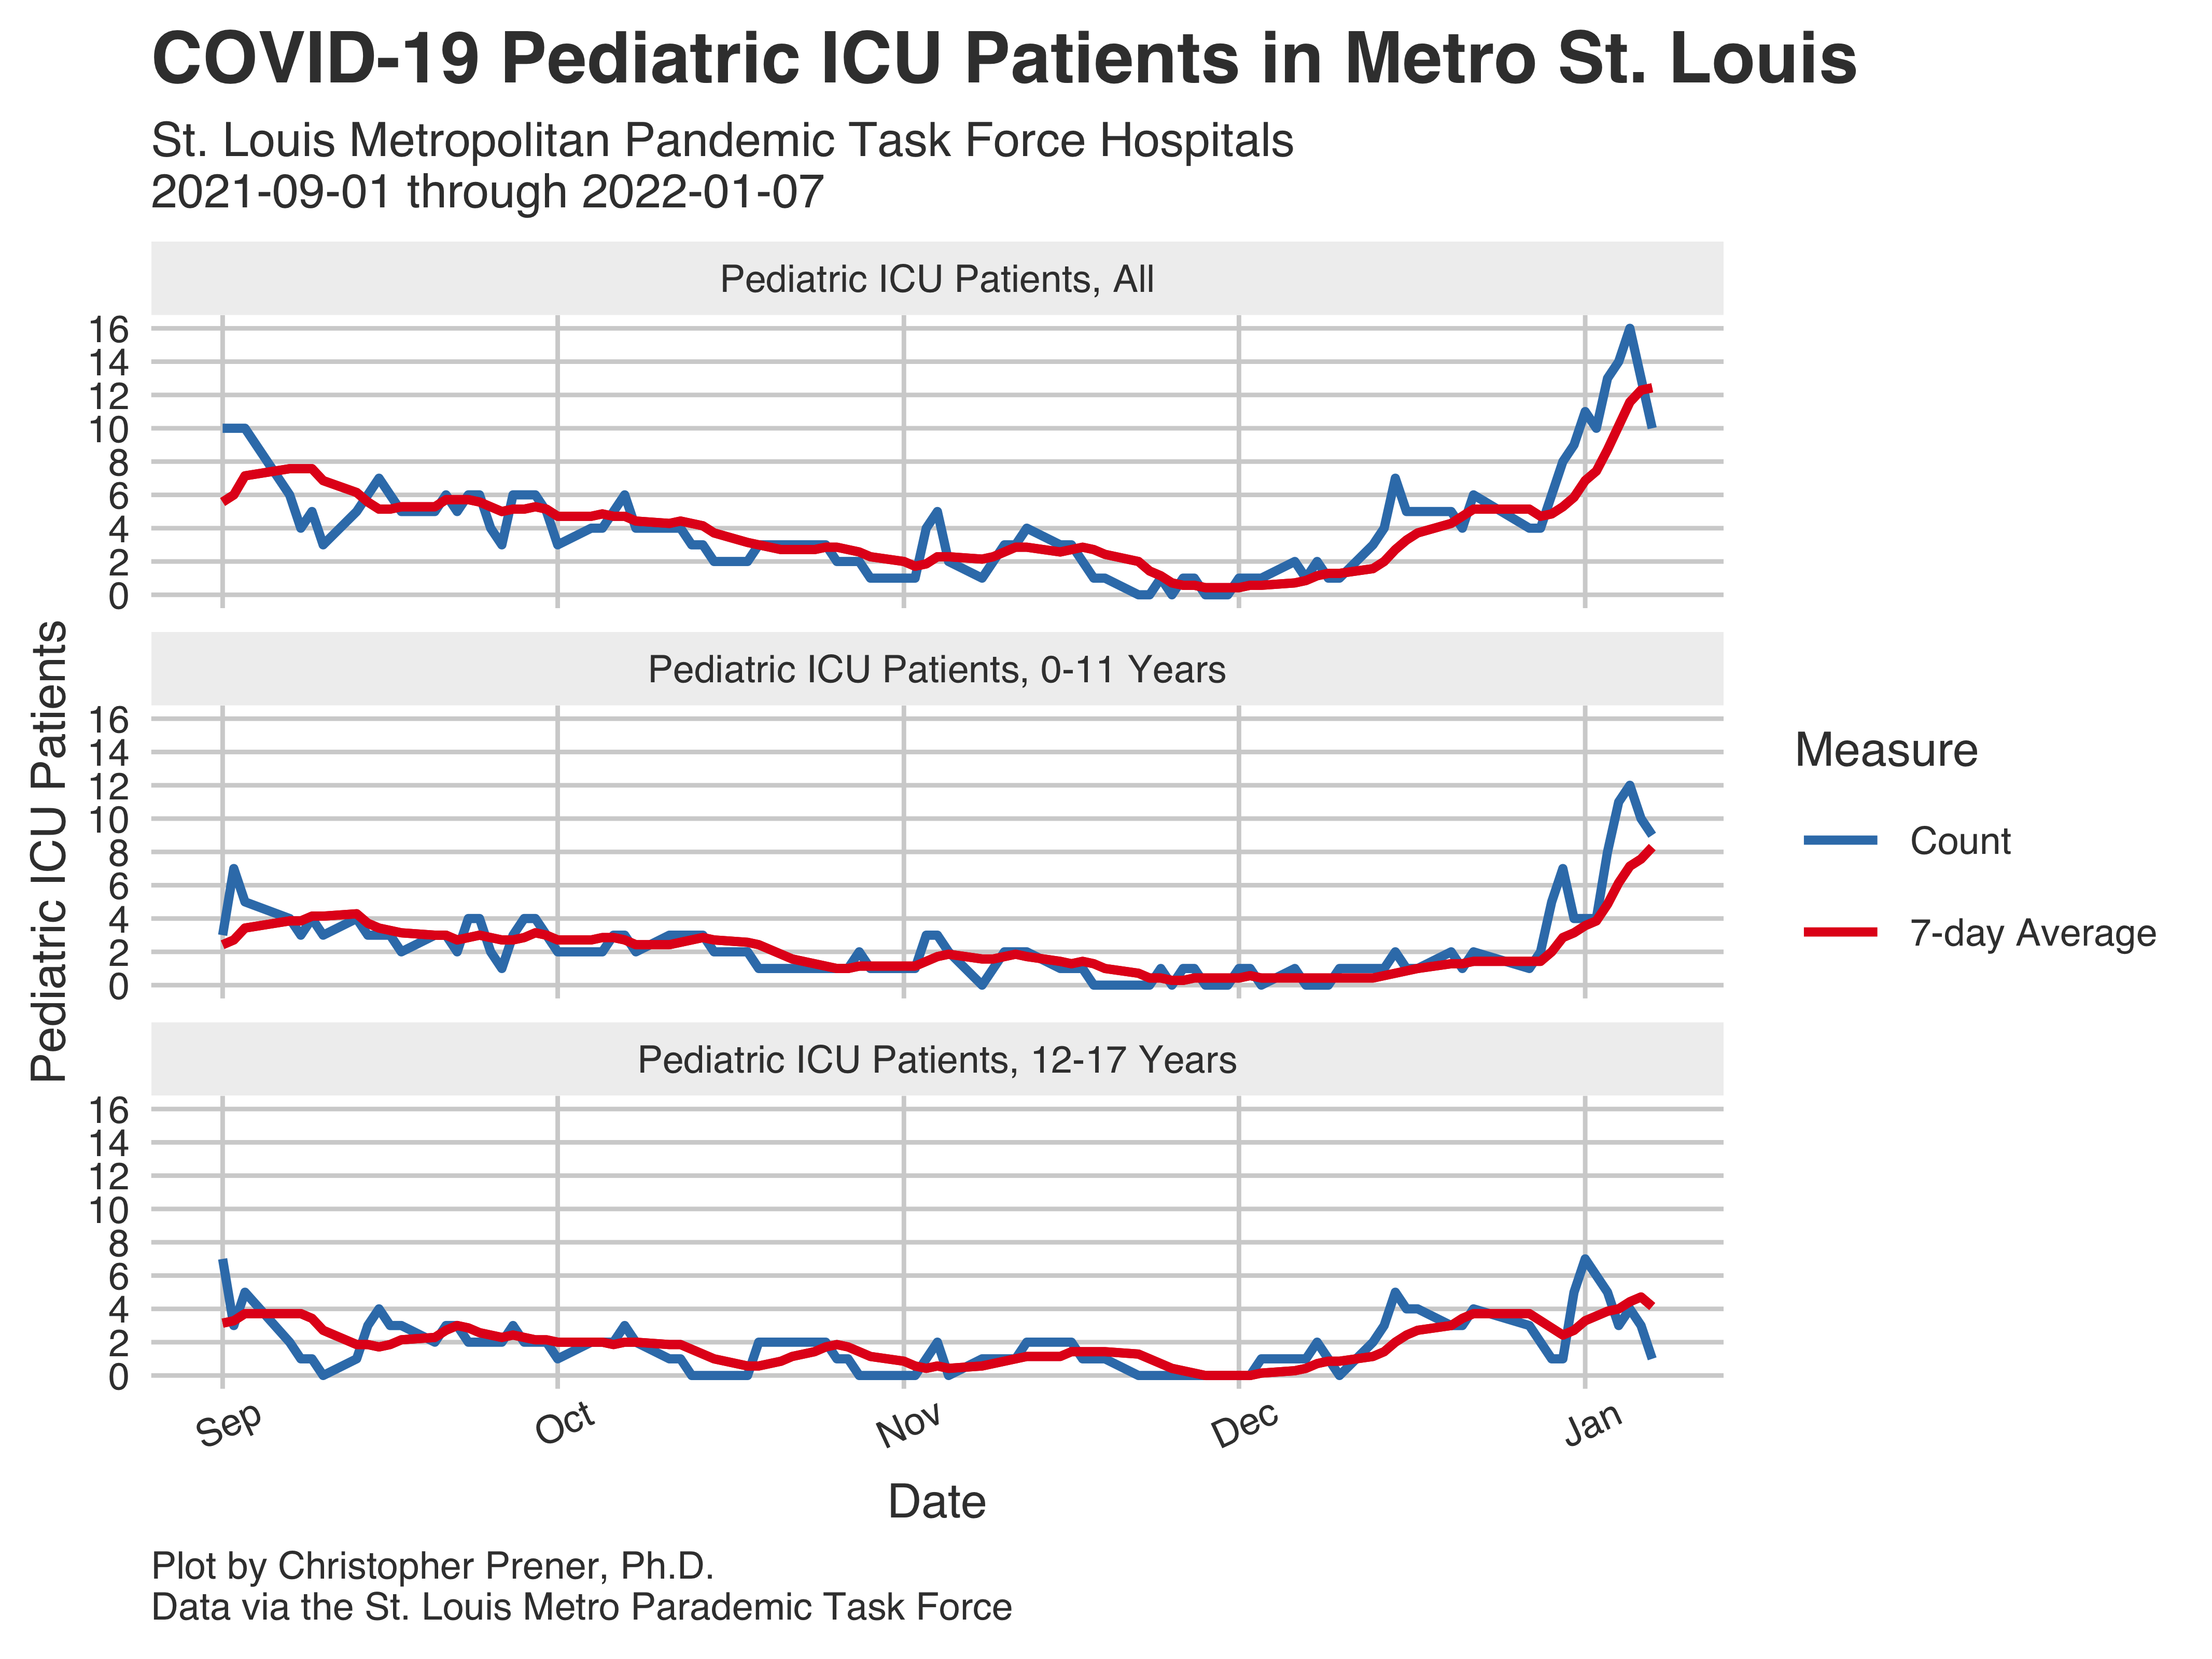 COVID-19 Pediatric ICU Patients in Metro St. Louis
St. Louis Metropolitan Pandemic Task Force Hospitals
2021-09-01 through 2022-01-07
Pediatric ICU Patients, All
16
14
12
10
8
6
4
2
0
Pediatric ICU Patients
Pediatric ICU Patients, 0-11 Years
16
14
12
10
8
6
4
2
0
Pediatric ICU Patients, 12-17 Years
16
14
12
10
8
6
4
2
0
Sep Oct Nov Dec Jan
Date
Measure
Count
7-day Average
Plot by Christopher Prener, Ph.D.
Data via the St. Louis Metro Parademic Task Force